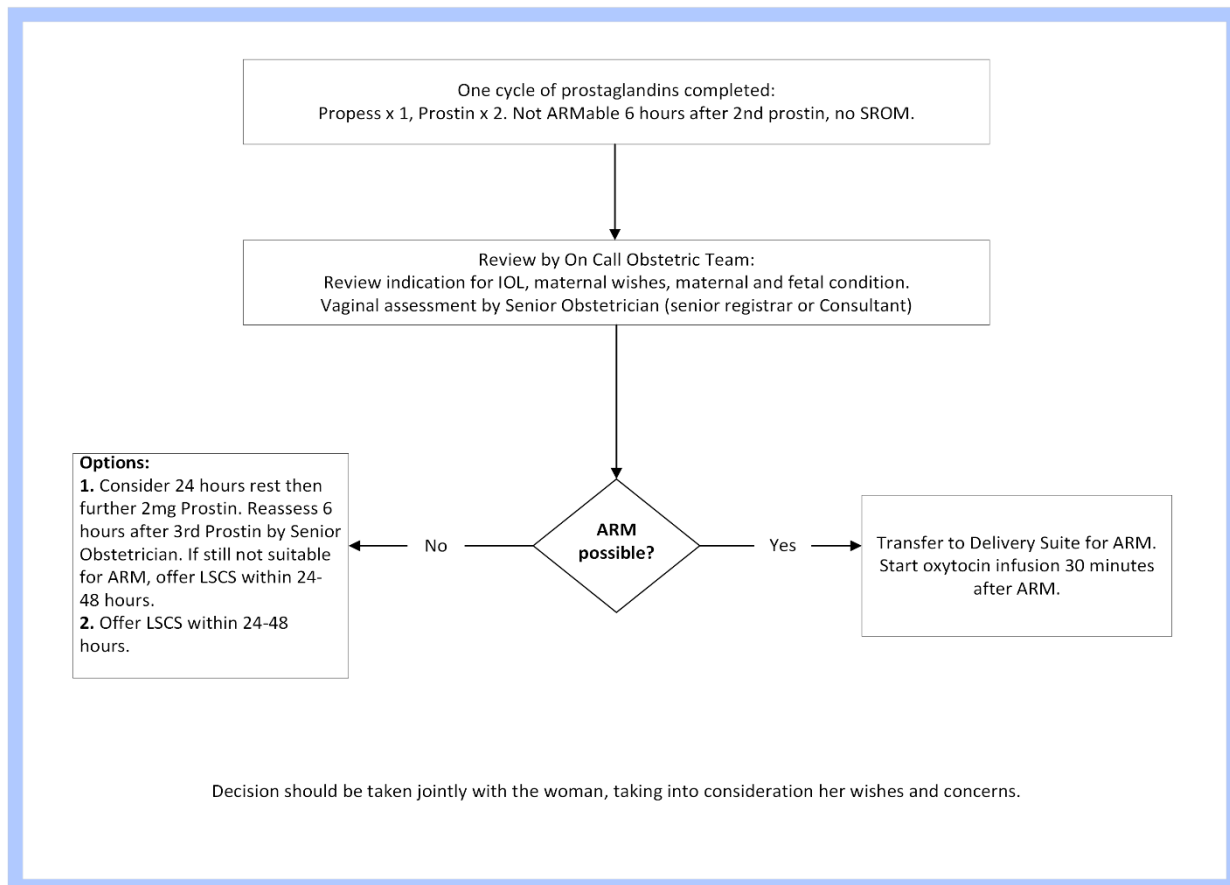 One cycle of prostaglandins completed:
Propess x 1, Prostin x 2. Not ARMable 6 hours after 2nd prostin, no SROM.
Review by On Call Obstetric Team:
Review indication for IOL, maternal wishes, maternal and fetal condition.
Vaginal assessment by Senior Obstetrician (senior registrar or Consultant)
Options:
1. Consider 24 hours rest then
further 2mg Prostin. Reassess 6
hours after 3rd Prostin by Senior
Obstetrician. If still not suitable
for ARM, offer LSCS within 24-
48 hours.
2. Offer LSCS within 24-48
hours.
No
ARM
possible?
Yes
Transfer to Delivery Suite for ARM.
Start oxytocin infusion 30 minutes
after ARM.
Decision should be taken jointly with the woman, taking into consideration her wishes and concerns.